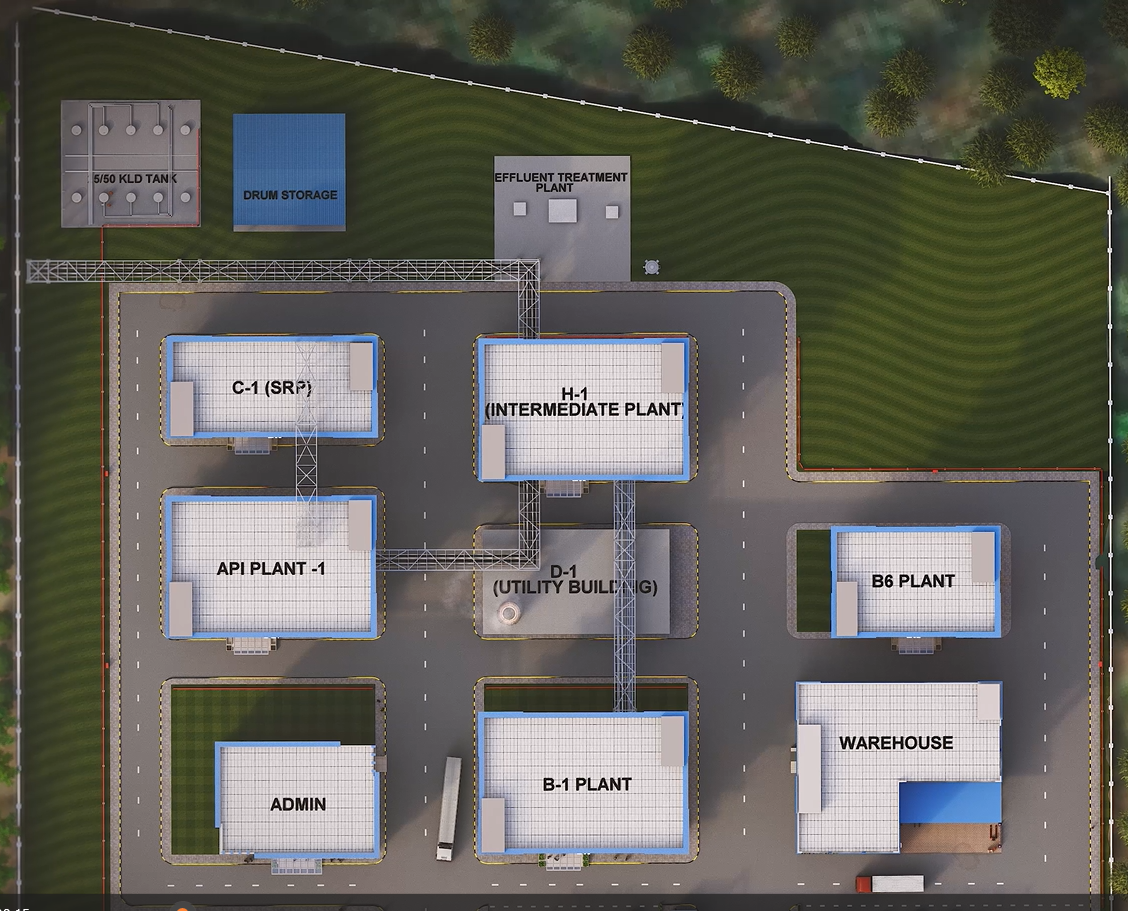 5/50 KLD TANK
DRUM STORAGE
EFFLUENT TREATMENT
PLANT
C-1 (SRP)
H-1
(INTERMEDIATE PLANT)
API PLANT -1
D-1
(UTILITY BUILDING)
B6 PLANT
ADMIN
B-1 PLANT
WAREHOUSE